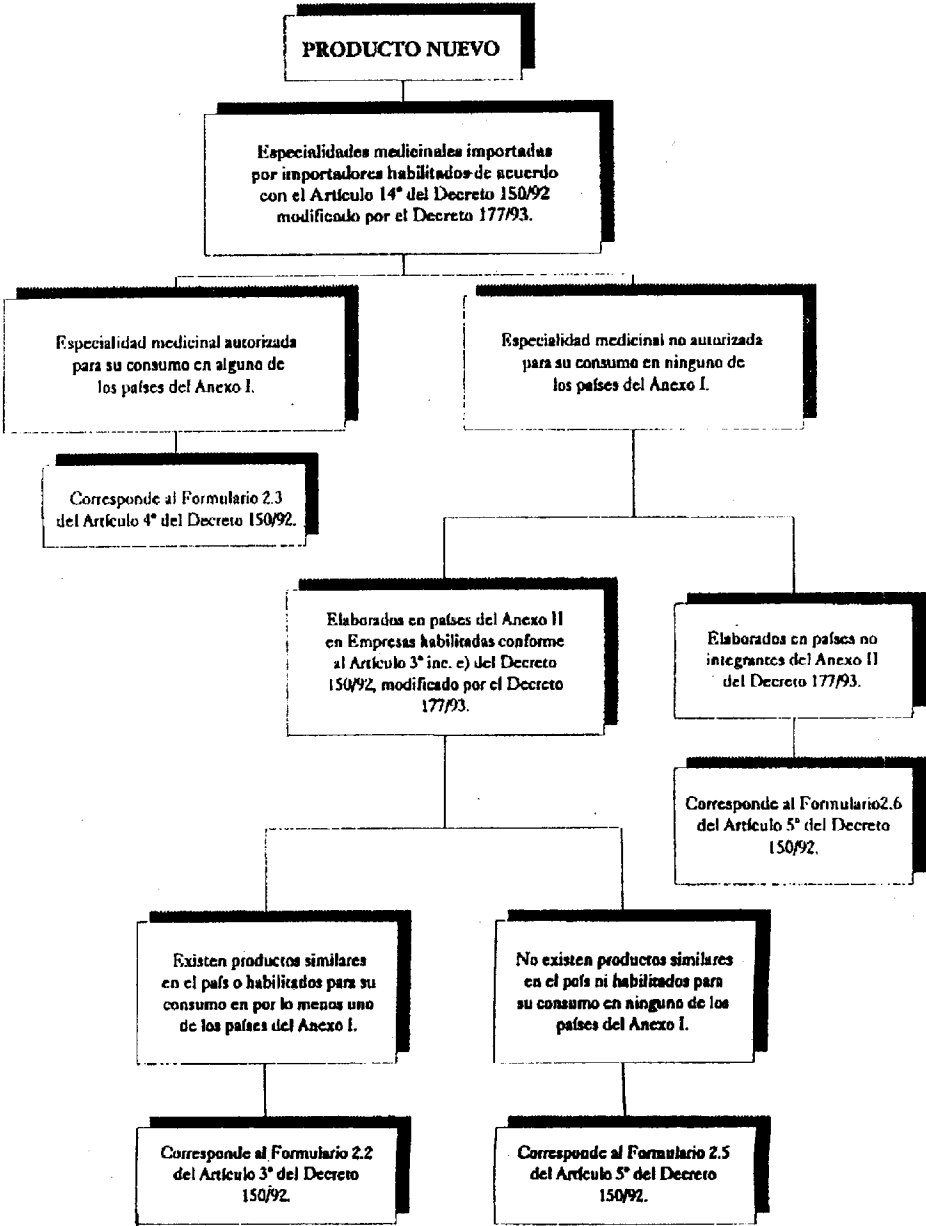 PRODUCTO NUEVO
Especialidades medicinales importadas
por importadores habilitados de acuerdo
con el Artículo 14° del Decreto 150/92
modificado por el Decreto 177/93.
Especialidad medicinal autorizada
para su consumo en alguno de
los países del Anexo I.
Especialidad medicinal no autorizada
para su consumo en ninguno de
los países del Anexo I.
Corresponde al Formulario 2.3
del Artículo 4° del Decreto 150/92.
Elaborados en países del Anexo II
en Empresas habilitadas conforme
al Artículo 3° inc. e) del Decreto
150/92, modificado por el Decreto
177/93.
Elaborados en países no
integrantes del Anexo II
del Decreto 177/93.
Corresponde al Formulario2.6
del Artículo 5° del Decreto
150/92.
Existen productos similares
en el país o habilitados para su
consumo en por lo menos uno
de los países del Anexo I.
No existen productos similares
en el país ni habilitados para
su consumo en ninguno de los
países del Anexo I.
Corresponde al Formulario 2.2
del Artículo 3° del Decreto
150/92.
Corresponde al Formulario 2.5
del Artículo 5° del Decreto
150/92.